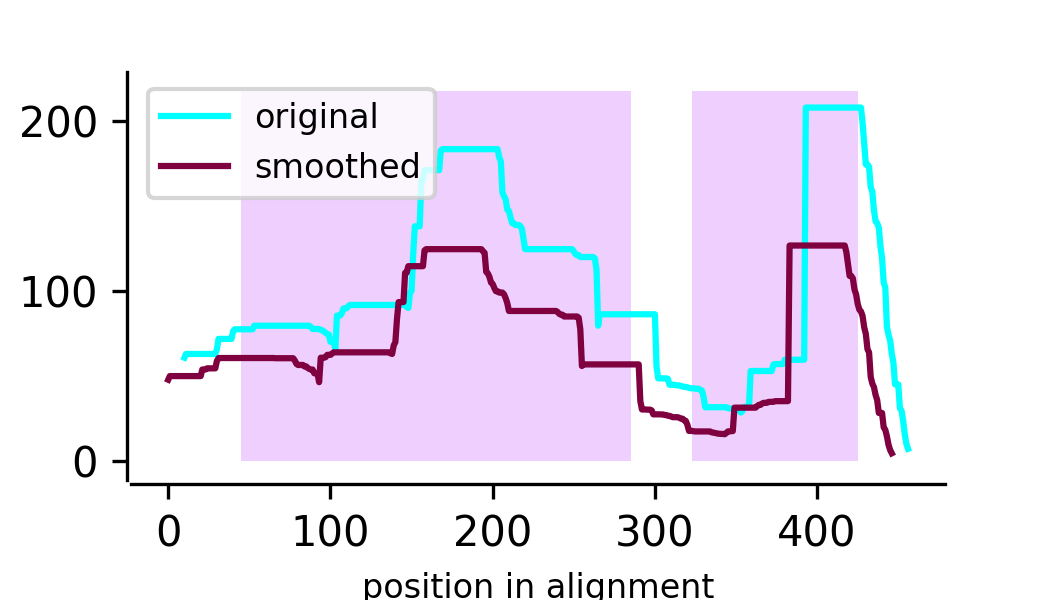 original
smoothed
200
100
0
0 100 200 300 400
position in alignment